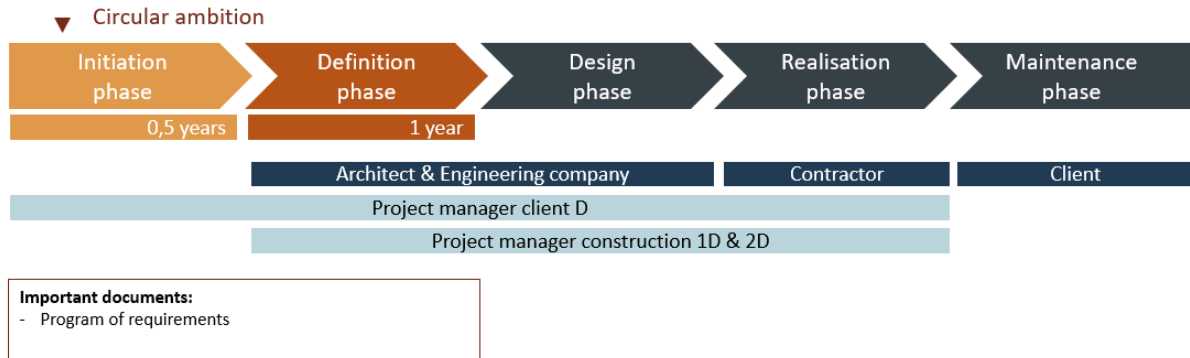 Circular ambition
Initiation
phase
Definition
phase
Design
phase
Realisation
phase
Maintenance
phase
0,5 years
1 year
Architect & Engineering company
Contractor
Client
Project manager client D
Project manager construction 1D & 2D
Important documents:
- Program of requirements